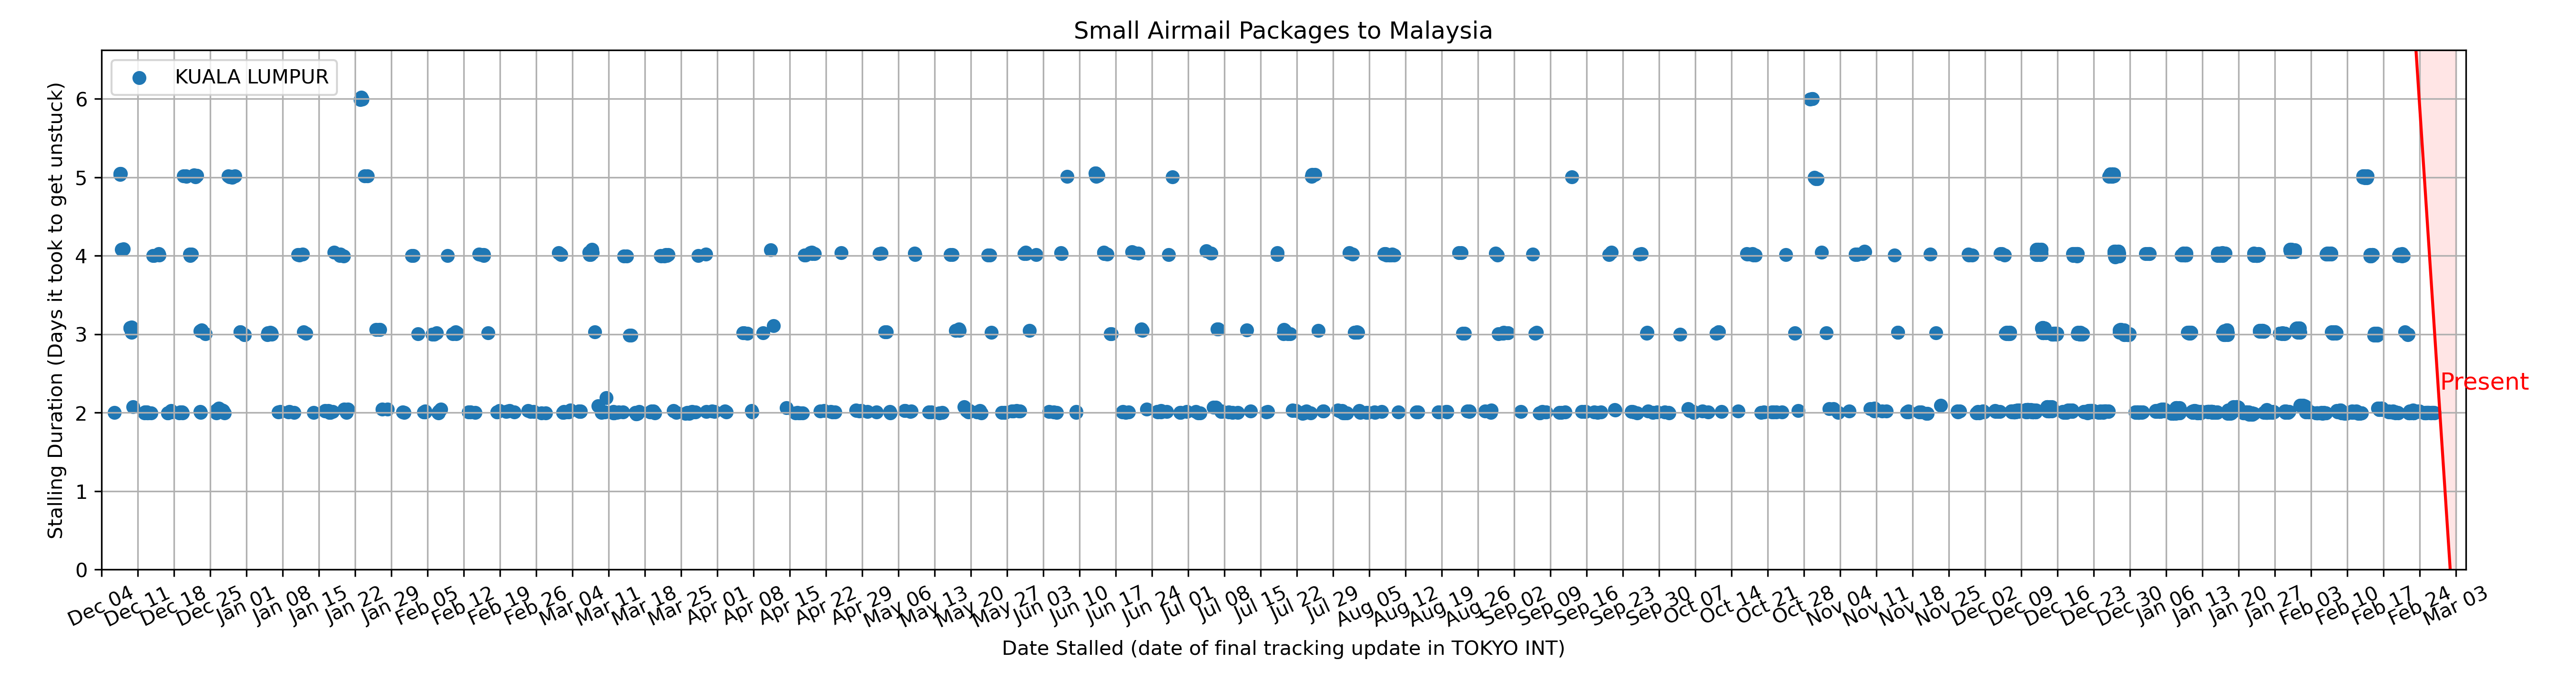 Small Airmail Packages to Malaysia
KUALA LUMPUR
Stalling Duration (Days it took to get unstuck)
6
5
4
3
2
1
0
Present
Dec 04
Dec 11
Dec 18
Dec 25
Jan 01
Jan 08
Jan 15
Jan 22
Jan 29
Feb 05
Feb 12
Feb 19
Feb 26
Mar 04
Mar 11
Mar 18
Mar 25
Apr 01
Apr 08
Apr 15
Apr 22
Apr 29
May 06
May 13
May 20
May 27
Jun 03
Jun 10
Jun 17
Jun 24
Jul 01
Jul 08
Jul 15
Jul 22
Jul 29
Aug 05
Aug 12
Aug 19
Aug 26
Sep 02
Sep 09
Sep 16
Sep 23
Sep 30
Oct 07
Oct 14
Oct 21
Oct 28
Nov 04
Nov 11
Nov 18
Nov 25
Dec 02
Dec 09
Dec 16
Dec 23
Dec 30
Jan 06
Jan 13
Jan 20
Jan 27
Feb 03
Feb 10
Feb 17
Feb 24
Mar 03
Date Stalled (date of final tracking update in TOKYO INT)